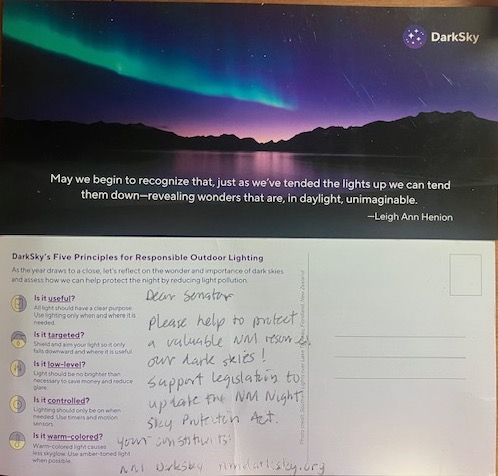 DarkSky
May we begin to recognize that, just as we've tended the lights up we can tend
them down—revealing wonders that are, in daylight, unimaginable.
—Leigh Ann Henion
DarkSky's Five Principles for Responsible Outdoor Lighting
As the year draws to a close, let's reflect on the wonder and importance of dark skies
and assess how we can help protect the night by reducing light pollution.
Is it useful?
All light should have a clear purpose.
Use lighting only when and where it is
needed.
Is it targeted?
Shield and aim your light so it only
falls downward and where it is useful.
Is it low-level?
Light should be no brighter than
necessary to save money and reduce
glare.
Is it controlled?
Lighting should only be on when
needed. Use timers and motion
sensors.
Is it warm-colored?
Warm-colored light causes
less skyglow. Use amber-toned light
when possible.
Dear Senator
Please help to protect
a valuable NM resource,
our dark skies!
Support legislation to
update the NM Night
Sky Protection Act.
Your constituents:
NM DarkSky nmdarksky.org